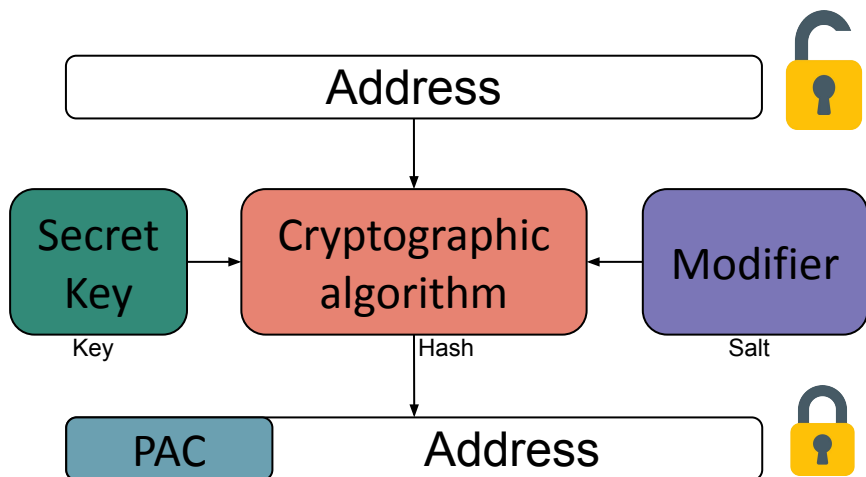 Address
Secret
Key
Cryptographic
algorithm
Modifier
Key
Hash
Salt
PAC
Address